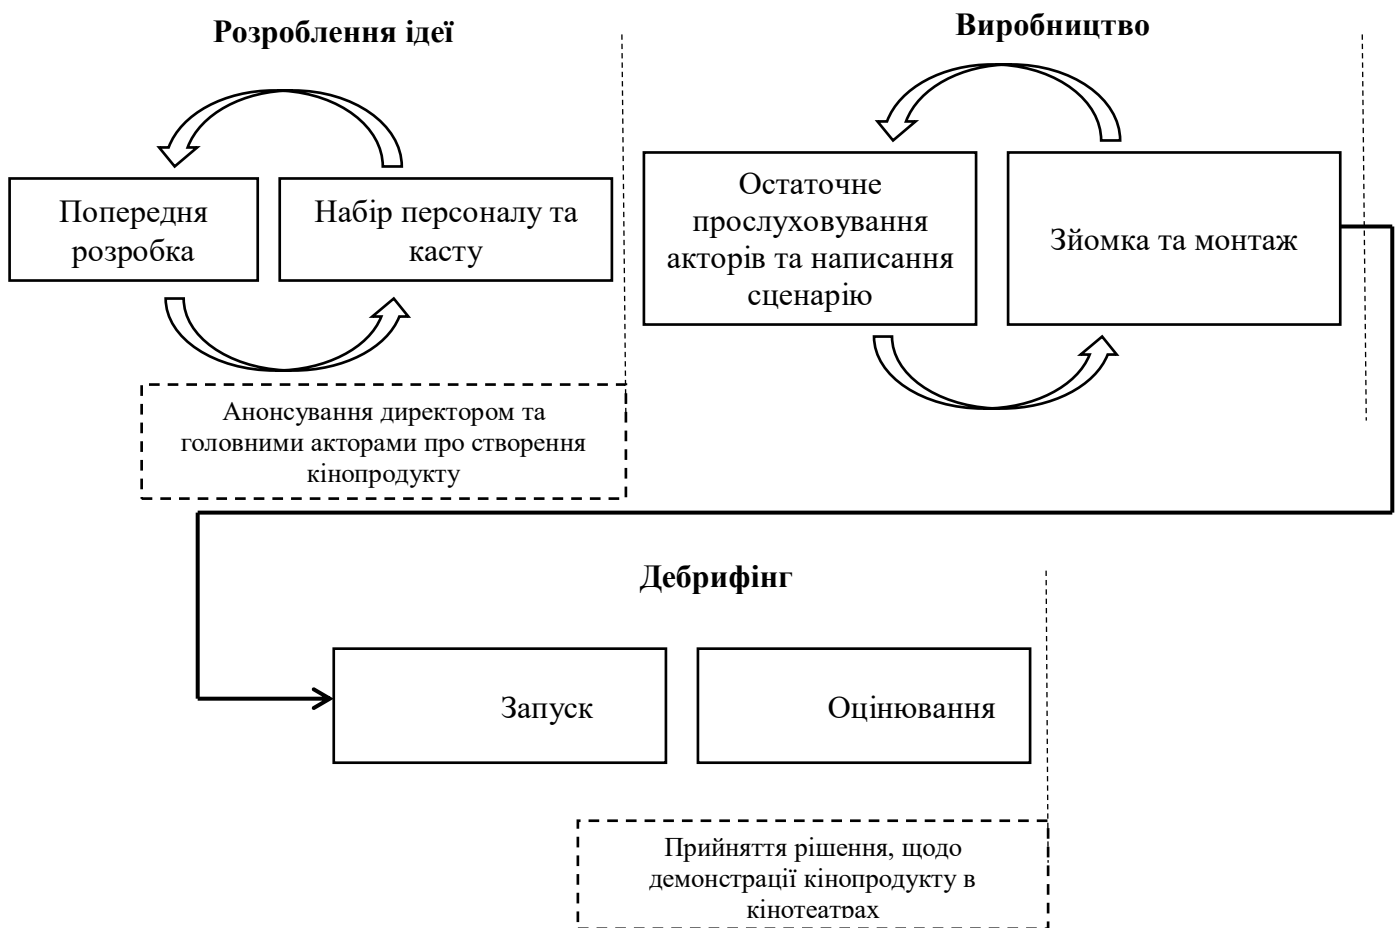 Розроблення ідеї
Виробництво
Попередня
розробка
Набір персоналу та
касту
Остаточне
прослуховування
акторів та написання
сценарію
Зйомка та монтаж
Анонсування директором та
головними акторами про створення
кінопродукту
Дебрифінг
Запуск
Оцінювання
Прийняття рішення, щодо
демонстрації кінопродукту в
кінотеатрах